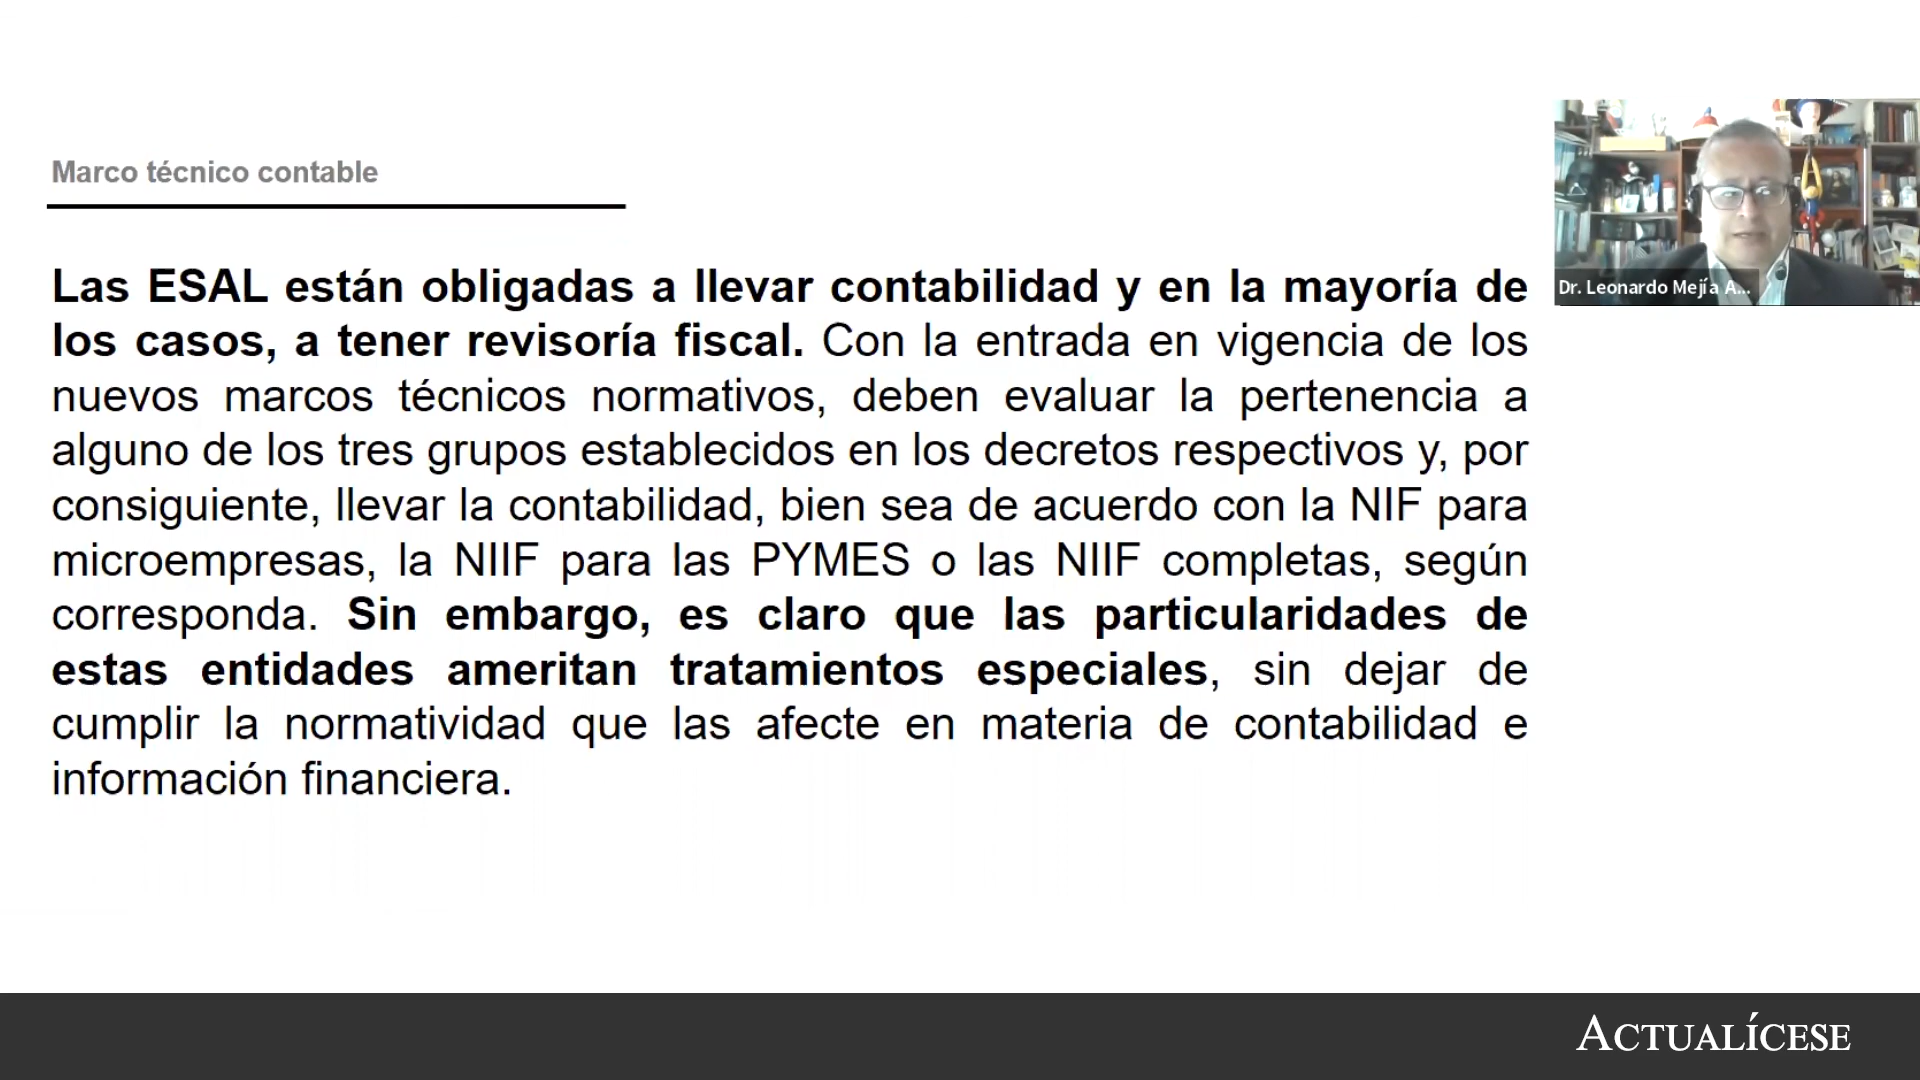 Marco técnico contable
Las ESAL están obligadas a llevar contabilidad y en la mayoría de
los casos, a tener revisoría fiscal. Con la entrada en vigencia de los
nuevos marcos técnicos normativos, deben evaluar la pertenencia a
alguno de los tres grupos establecidos en los decretos respectivos y, por
consiguiente, llevar la contabilidad, bien sea de acuerdo con la NIF para
microempresas, la NIIF para las PYMES o las NIIF completas, según
corresponda. Sin embargo, es claro que las particularidades de
estas entidades ameritan tratamientos especiales, sin dejar de
cumplir la normatividad que las afecte en materia de contabilidad e
información financiera.
Dr. Leonardo Mejía A...
ACTUALÍCESE